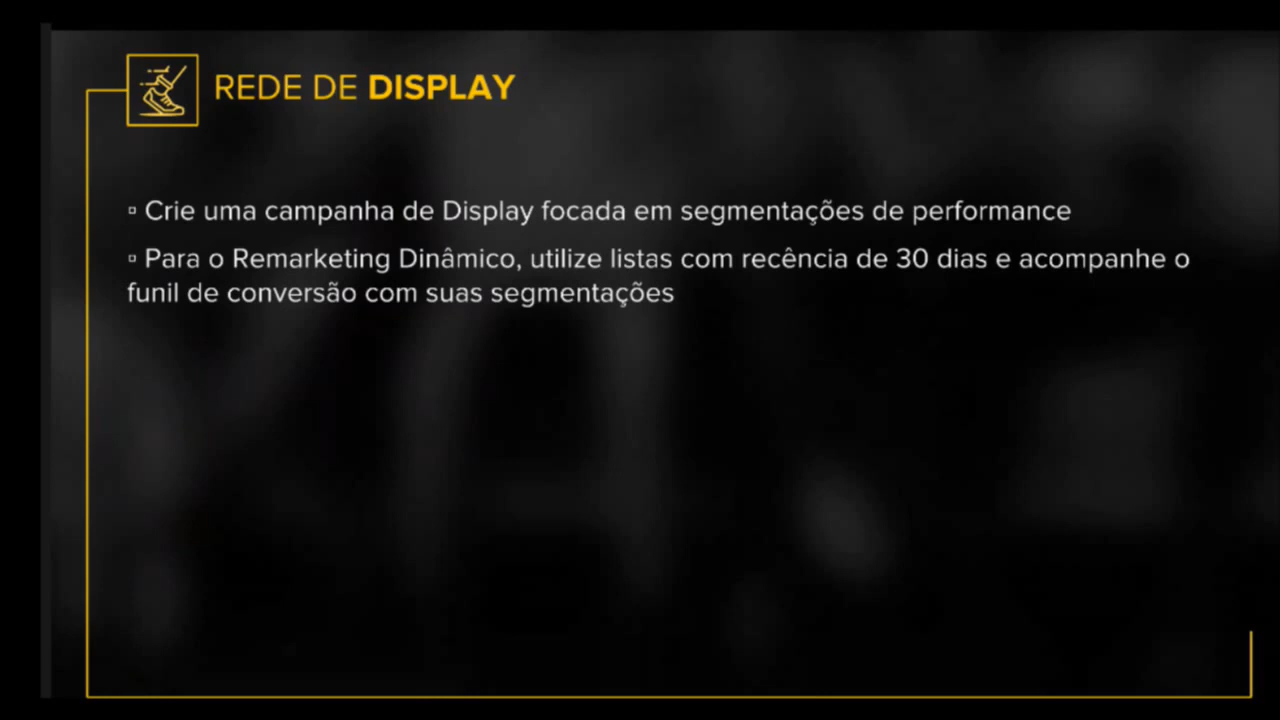 REDE DE DISPLAY
▫ Crie uma campanha de Display focada em segmentações de performance
▫ Para o Remarketing Dinâmico, utilize listas com recência de 30 dias e acompanhe o
funil de conversão com suas segmentações